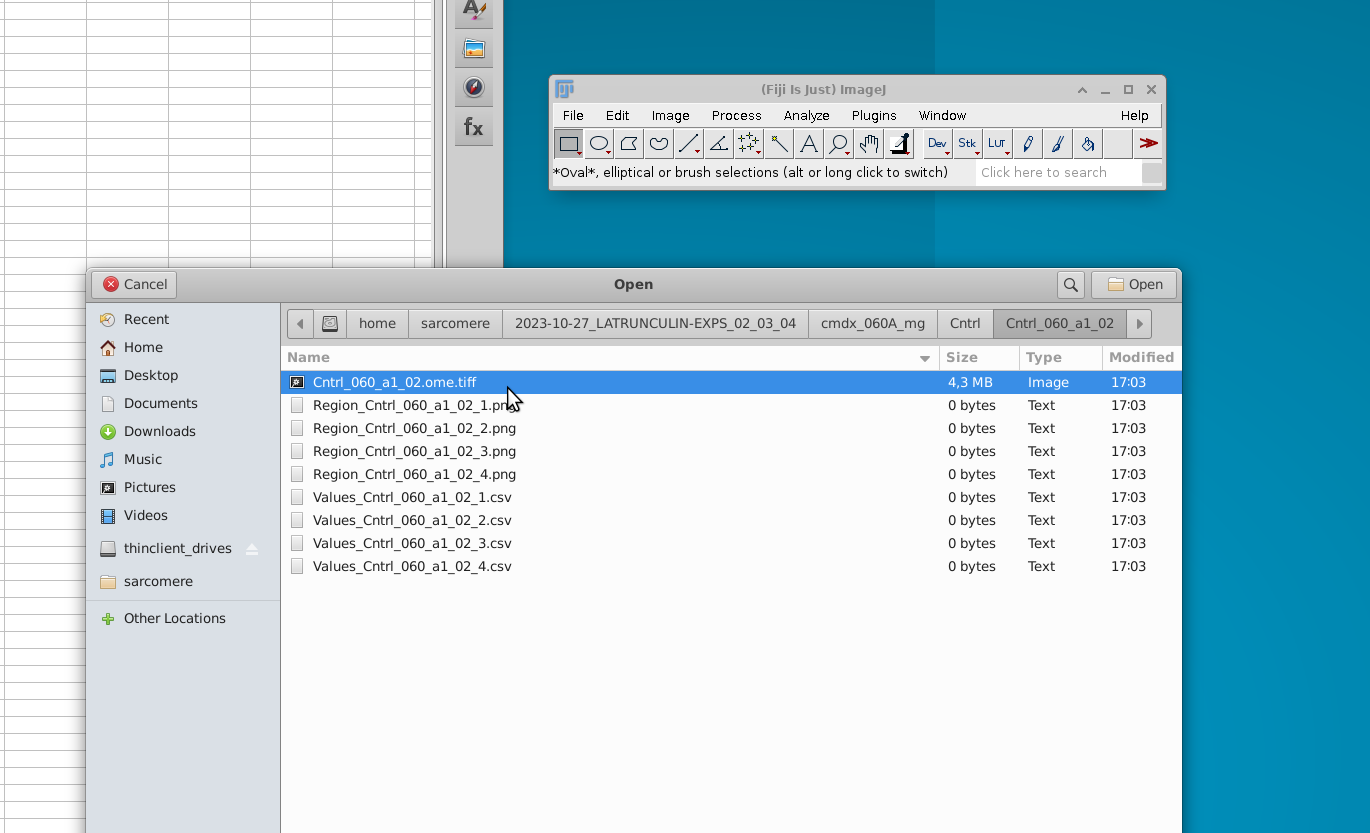 fx
(Fiji Is Just) ImageJ
File Edit Image Process Analyze Plugins Window Help
Dev Stk LUT
*Oval*, elliptical or brush selections (alt or long click to switch) Click here to search
Cancel Open Open
home sarcomere 2023-10-27_LATRUNCULIN-EXPS_02_03_04 cmdx_060A_mg Cntrl Cntrl_060_a1_02
Recent
Home
Desktop
Documents
Downloads
Music
Pictures
Videos
thinclient_drives
sarcomere
Other Locations
Name Size Type Modified
Cntrl_060_a1_02.ome.tiff 4,3 MB Image 17:03
Region_Cntrl_060_a1_02_1.png 0 bytes Text 17:03
Region_Cntrl_060_a1_02_2.png 0 bytes Text 17:03
Region_Cntrl_060_a1_02_3.png 0 bytes Text 17:03
Region_Cntrl_060_a1_02_4.png 0 bytes Text 17:03
Values_Cntrl_060_a1_02_1.csv 0 bytes Text 17:03
Values_Cntrl_060_a1_02_2.csv 0 bytes Text 17:03
Values_Cntrl_060_a1_02_3.csv 0 bytes Text 17:03
Values_Cntrl_060_a1_02_4.csv 0 bytes Text 17:03